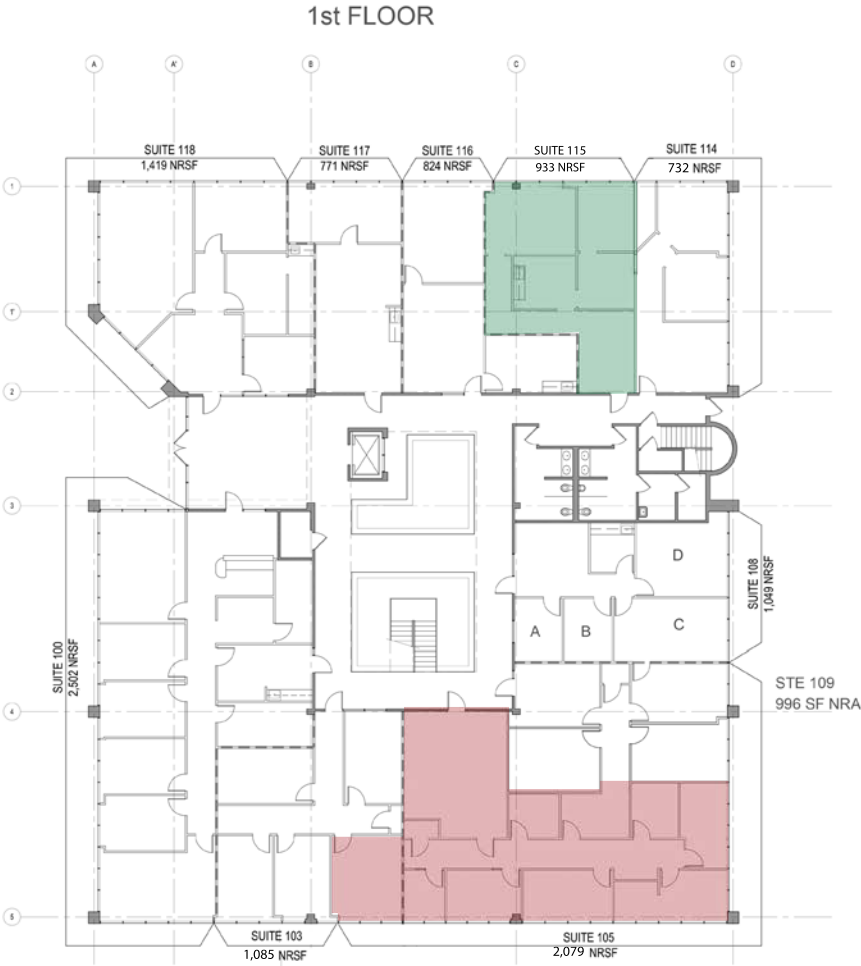 1st FLOOR
A A' B C D
SUITE 118
1,419 NRSF
SUITE 117
771 NRSF
SUITE 116
824 NRSF
SUITE 115
933 NRSF
SUITE 114
732 NRSF
1
1'
2
3
D
SUITE 108
1,049 NRSF
A B C
SUITE 100
2,502 NRSF
STE 109
996 SF NRA
4
5
SUITE 103
1,085 NRSF
SUITE 105
2,079 NRSF